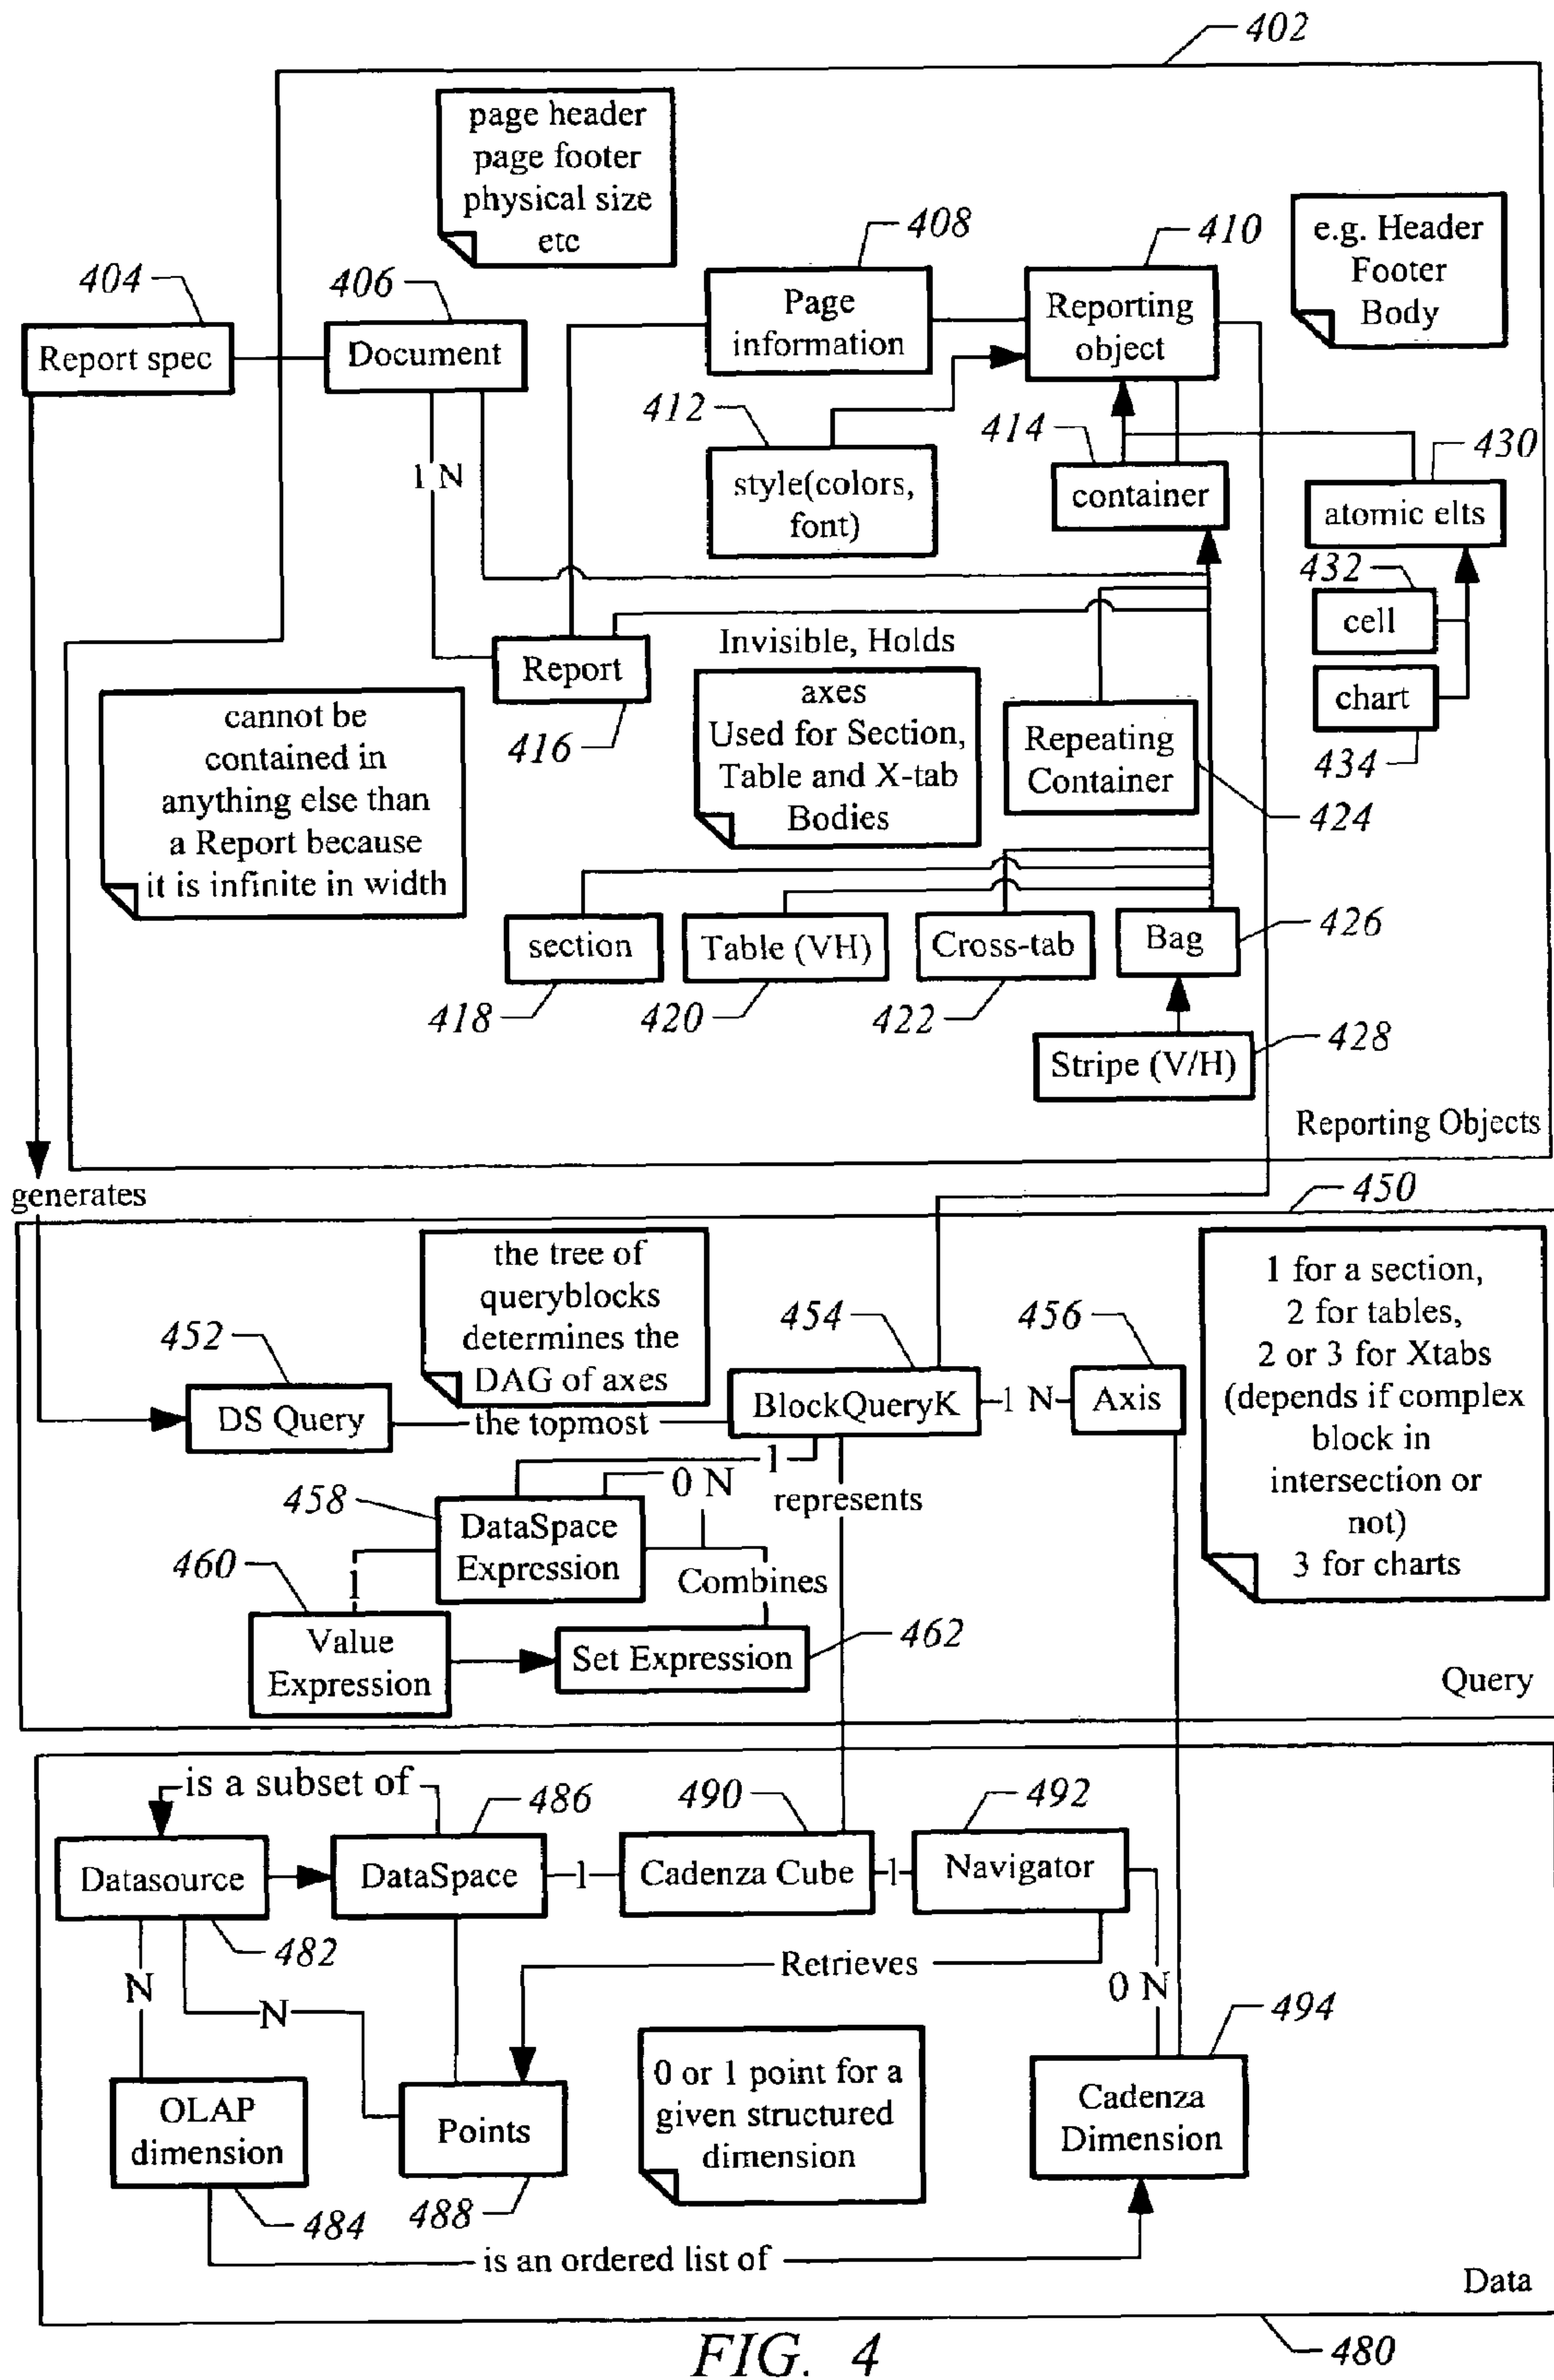 402
page header
page footer
physical size
etc
408
410
e.g. Header
Footer
Body
404
406
Report spec
Document
Page
information
Reporting
object
412
414
430
1 N
style(colors,
font)
container
atomic elts
432
cell
Report
416
Invisible, Holds
axes
Used for Section,
Table and X-tab
Bodies
Repeating
Container
424
chart
434
cannot be
contained in
anything else than
a Report because
it is infinite in width
section
418
Table (VH)
420
Cross-tab
422
Bag
426
Stripe (V/H)
428
Reporting Objects
generates
450
the tree of
queryblocks
determines the
DAG of axes
1 for a section,
2 for tables,
2 or 3 for Xtabs
(depends if complex
block in
intersection or
not)
3 for charts
452
454
456
DS Query
the topmost
BlockQueryK
1 N
Axis
1
0 N
represents
458
DataSpace
Expression
Combines
460
1
Value
Expression
Set Expression
462
Query
is a subset of
486
490
492
Datasource
DataSpace
1
Cadenza Cube
1
Navigator
482
N
N
Retrieves
0 N
494
OLAP
dimension
484
Points
488
0 or 1 point for a
given structured
dimension
Cadenza
Dimension
is an ordered list of
Data
480
FIG. 4